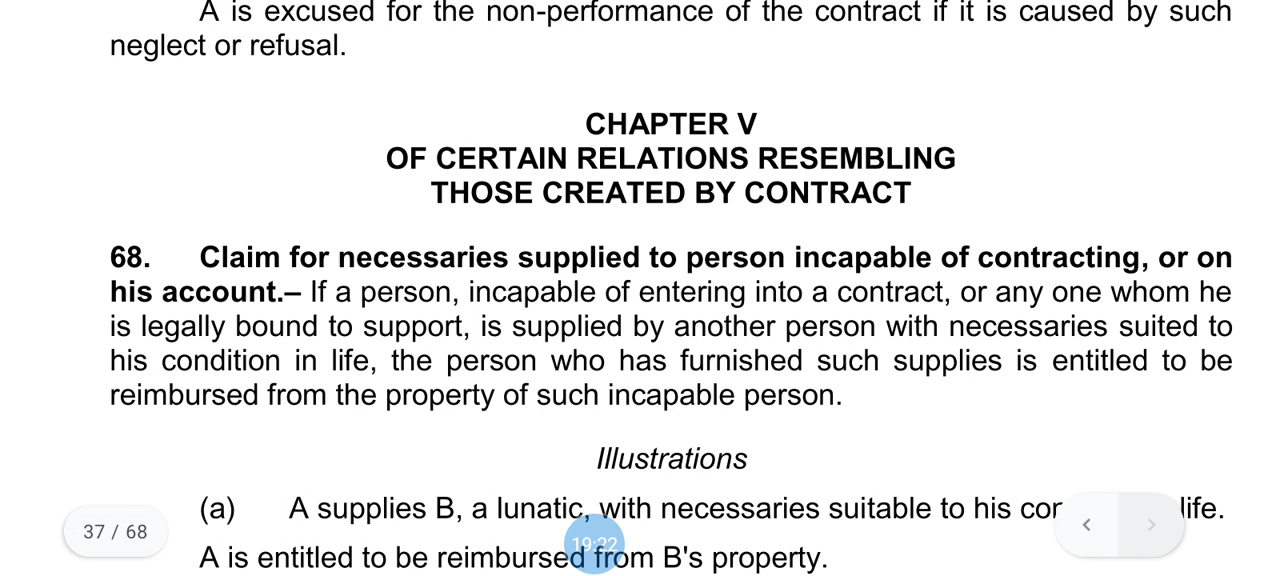 A is excused for the non-performance of the contract if it is caused by such
neglect or refusal.
CHAPTER V
OF CERTAIN RELATIONS RESEMBLING
THOSE CREATED BY CONTRACT
68. Claim for necessaries supplied to person incapable of contracting, or on
his account.– If a person, incapable of entering into a contract, or any one whom he
is legally bound to support, is supplied by another person with necessaries suited to
his condition in life, the person who has furnished such supplies is entitled to be
reimbursed from the property of such incapable person.
Illustrations
(a) A supplies B, a lunatic, with necessaries suitable to his life.
A is entitled to be reimbursed from B's property.
37 / 68
19:22